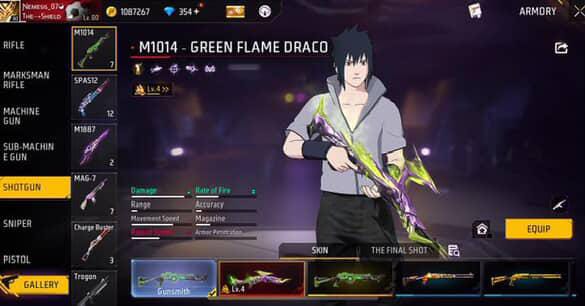 Nemesis_07
The→Shield
Lv.60
1087267
354
+
ARMORY
RIFLE
MARKSMAN
RIFLE
MACHINE
GUN
SUB-MACHIN
E GUN
SHOTGUN
SNIPER
PISTOL
GALLERY
M1014
7
SPAS12
12
M1887
2
MAG-7
7
Charge Buster
3
Trogon
M1014 - GREEN FLAME DRACO
Lv.4
Damage
Rate of Fire
Range
Accuracy
Movement Speed
Magazine
Reload Speed
Armor Penetration
EQUIP
SKIN
THE FINAL SHOT
Gunsmith
Lv.4